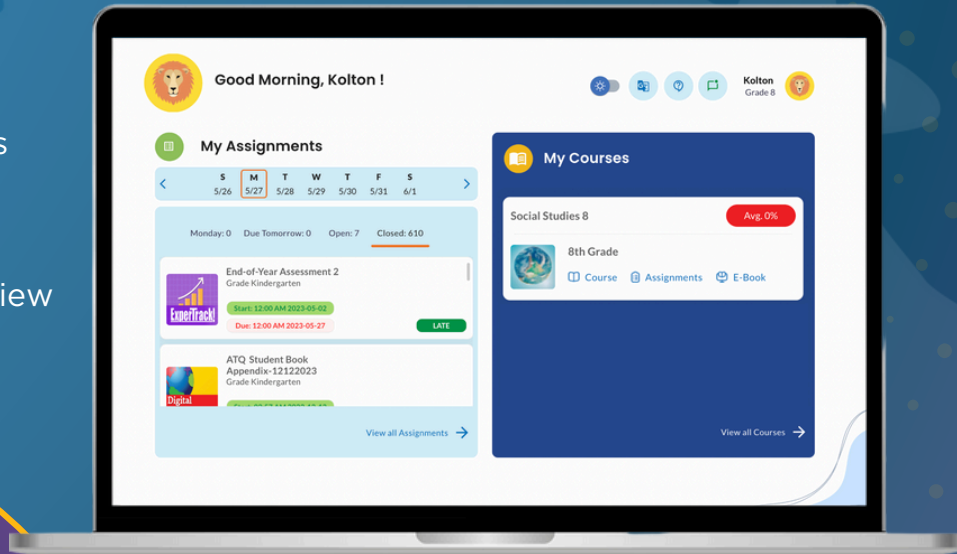 s
iew
Good Morning, Kolton !
Kolton
Grade 8
My Assignments
S M T W T F S
5/26 5/27 5/28 5/29 5/30 5/31 6/1
Monday: 0 Due Tomorrow: 0 Open: 7 Closed: 610
ExperTrack!
End-of-Year Assessment 2
Grade Kindergarten
Start: 12:00 AM 2023-05-02
Due: 12:00 AM 2023-05-27
LATE
Digital
ATQ Student Book
Appendix-12122023
Grade Kindergarten
View all Assignments
My Courses
Social Studies 8
Avg. 0%
8th Grade
Course Assignments E-Book
View all Courses